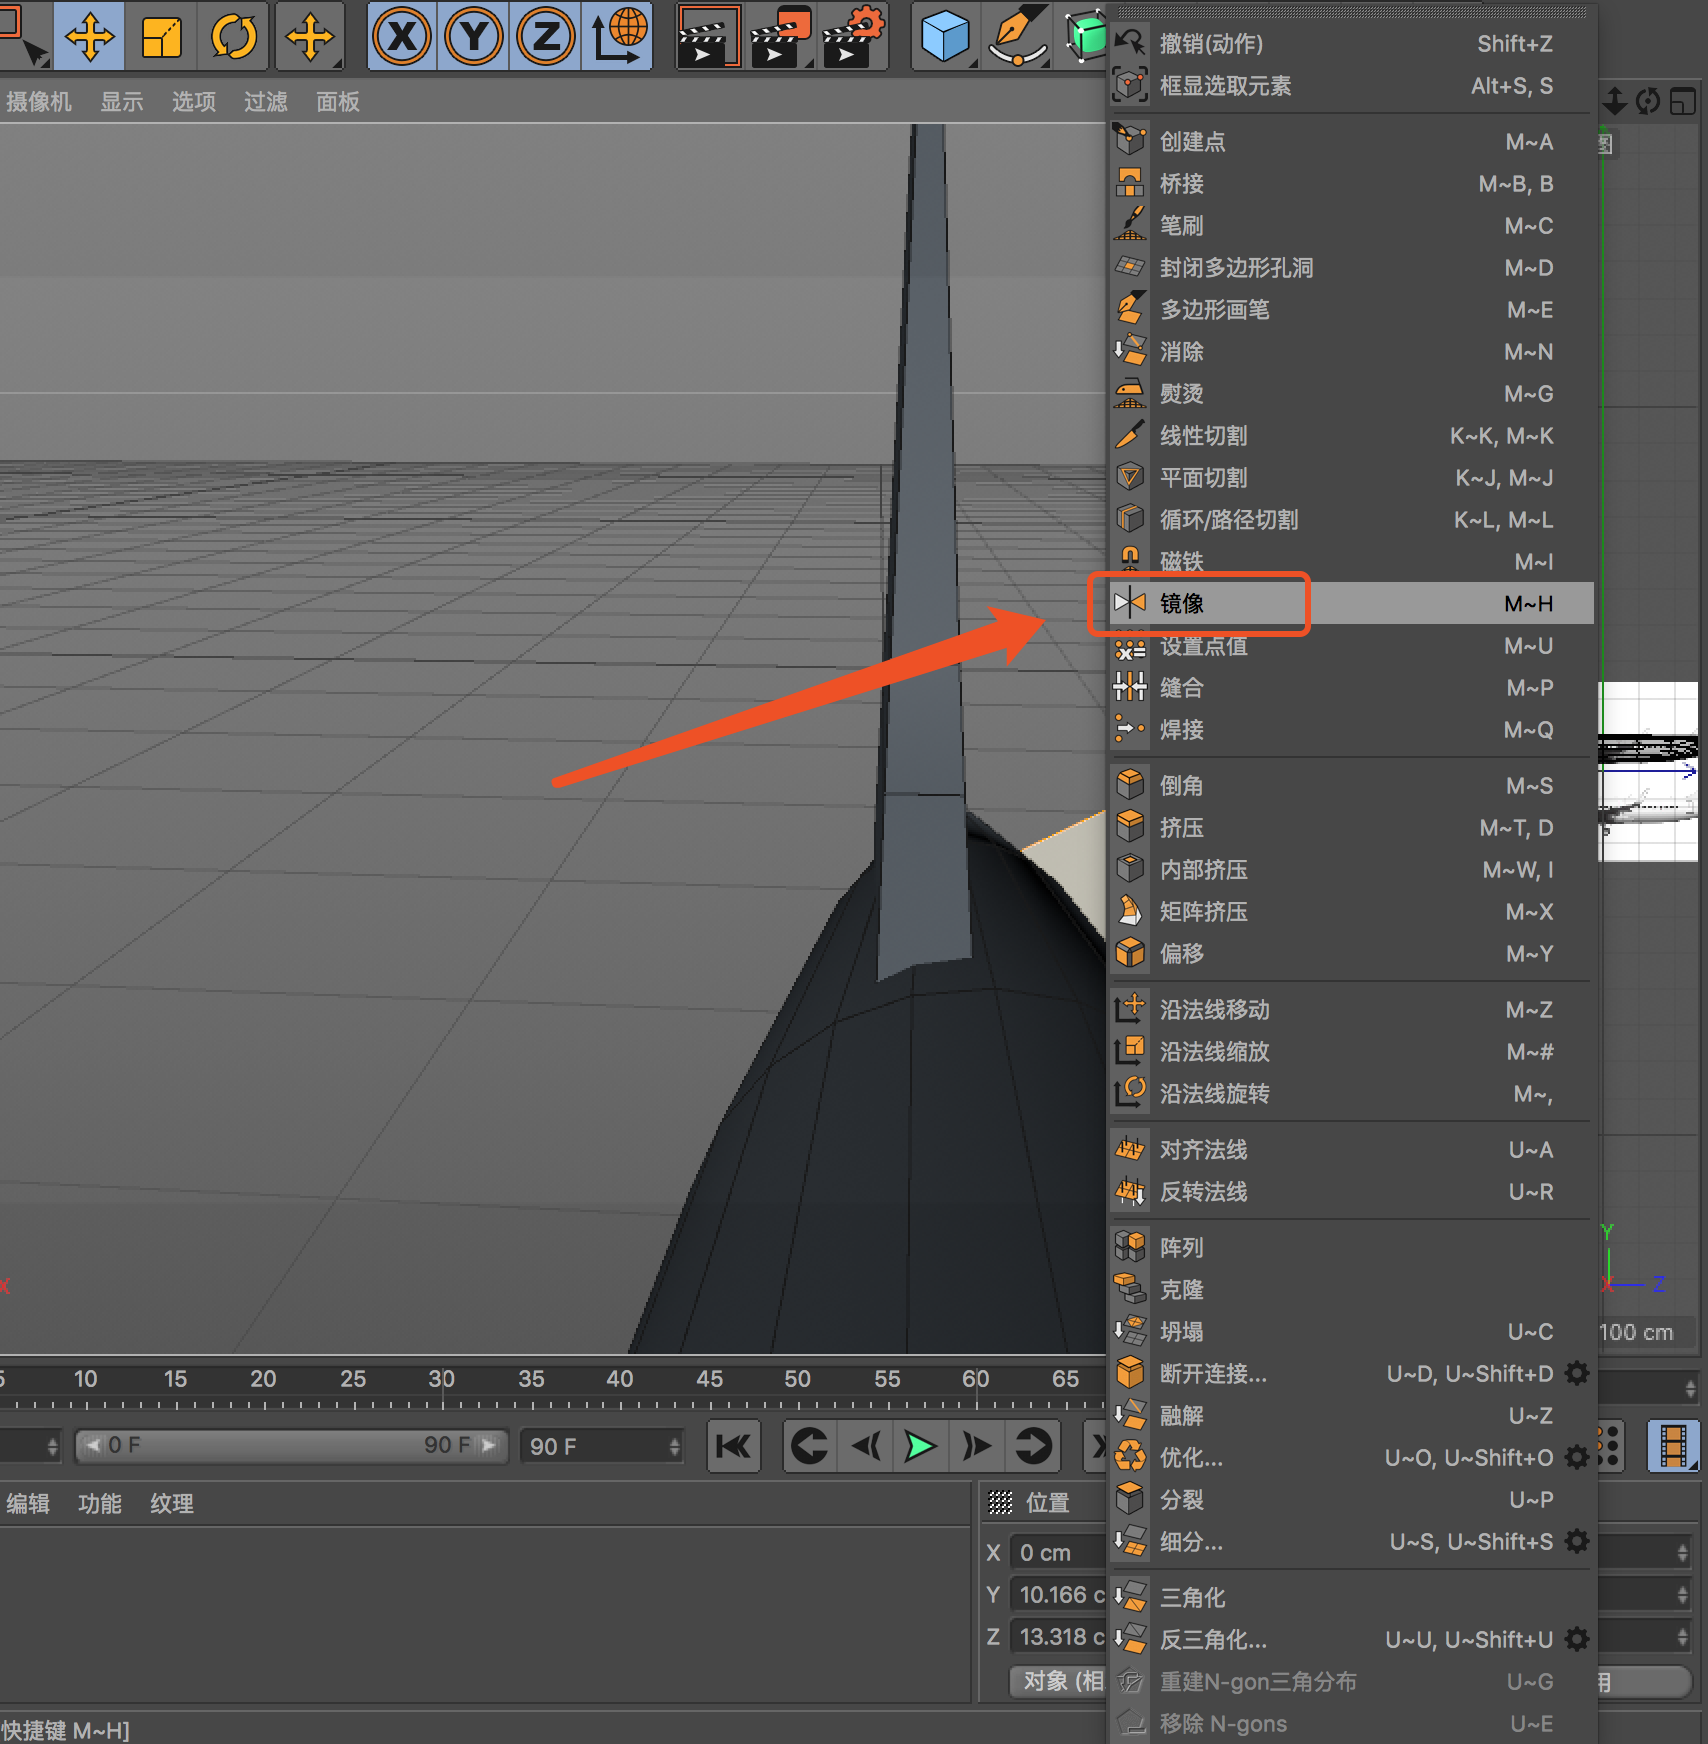 X Y Z
摄像机 显示 选项 过滤 面板
撤销(动作) Shift+Z
框显选取元素 Alt+S, S
创建点 M~A
桥接 M~B, B
笔刷 M~C
封闭多边形孔洞 M~D
多边形画笔 M~E
消除 M~N
熨烫 M~G
线性切割 K~K, M~K
平面切割 K~J, M~J
循环/路径切割 K~L, M~L
磁铁 M~I
镜像 M~H
设置点值 M~U
缝合 M~P
焊接 M~Q
倒角 M~S
挤压 M~T, D
内部挤压 M~W, I
矩阵挤压 M~X
偏移 M~Y
沿法线移动 M~Z
沿法线缩放 M~#
沿法线旋转 M~,
对齐法线 U~A
反转法线 U~R
阵列
克隆
坍塌 U~C
断开连接... U~D, U~Shift+D
融解 U~Z
优化... U~O, U~Shift+O
分裂 U~P
细分... U~S, U~Shift+S
三角化
反三角化... U~U, U~Shift+U
重建N-gon三角分布 U~G
移除 N-gons U~E
X
Y
X Z
100 cm
5 10 15 20 25 30 35 40 45 50 55 60 65
0 F 90 F 90 F
编辑 功能 纹理
位置
X 0 cm
Y 10.166 c
Z 13.318 c
对象 (相
用
快捷键 M~H]